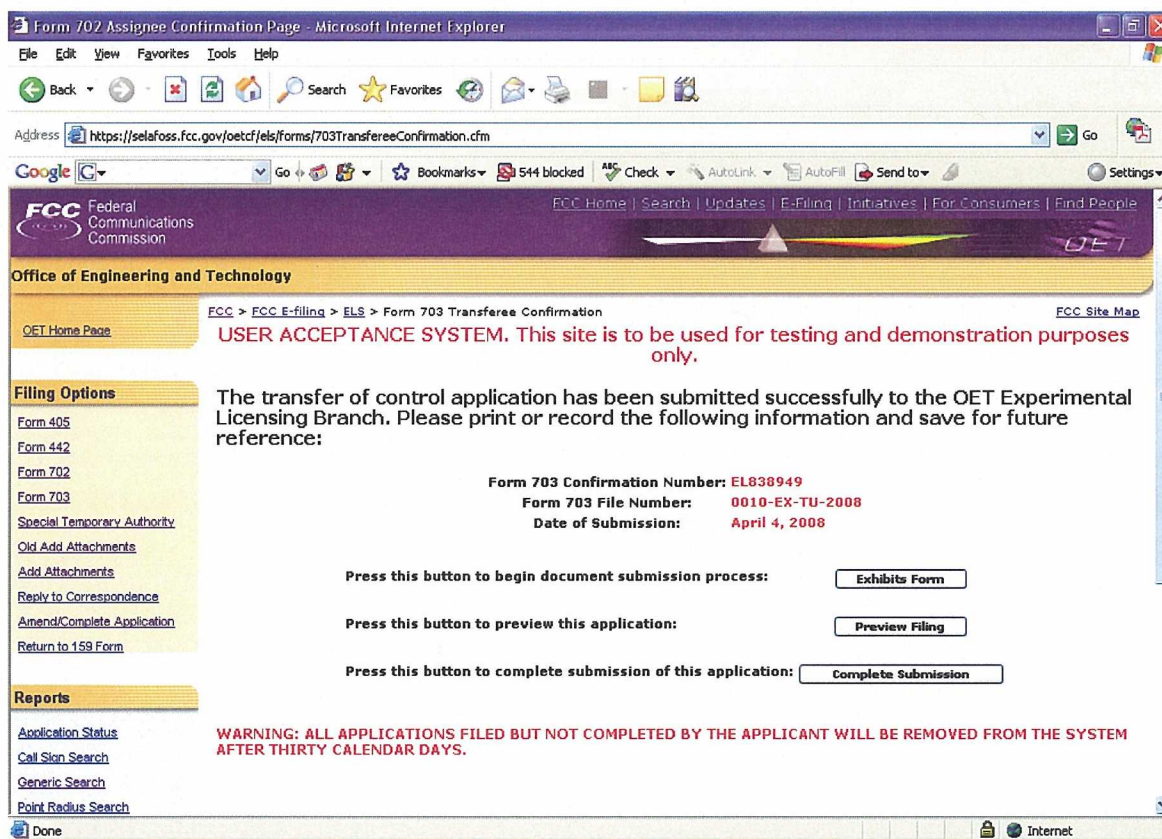 Form 702 Assignee Confirmation Page - Microsoft Internet Explorer
File Edit View Favorites Tools Help
Back Search Favorites
Address https://selafoss.fcc.gov/oetcf/els/forms/703TransfereeConfirmation.cfm Go
Google G Go Bookmarks 544 blocked ABC Check AutoLink AutoFill Send to Settings
FCC Federal Communications Commission
FCC Home | Search | Updates | E-Filing | Initiatives | For Consumers | Find People
OET
Office of Engineering and Technology
FCC > FCC E-filing > ELS > Form 703 Transferee Confirmation FCC Site Map
OET Home Page
USER ACCEPTANCE SYSTEM. This site is to be used for testing and demonstration purposes
only.
Filing Options
Form 405
Form 442
Form 702
Form 703
Special Temporary Authority
Old Add Attachments
Add Attachments
Reply to Correspondence
Amend/Complete Application
Return to 159 Form
Reports
Application Status
Call Sign Search
Generic Search
Point Radius Search
The transfer of control application has been submitted successfully to the OET Experimental
Licensing Branch. Please print or record the following information and save for future
reference:
Form 703 Confirmation Number: EL838949
Form 703 File Number: 0010-EX-TU-2008
Date of Submission: April 4, 2008
Press this button to begin document submission process: Exhibits Form
Press this button to preview this application: Preview Filing
Press this button to complete submission of this application: Complete Submission
WARNING: ALL APPLICATIONS FILED BUT NOT COMPLETED BY THE APPLICANT WILL BE REMOVED FROM THE SYSTEM
AFTER THIRTY CALENDAR DAYS.
Done Internet